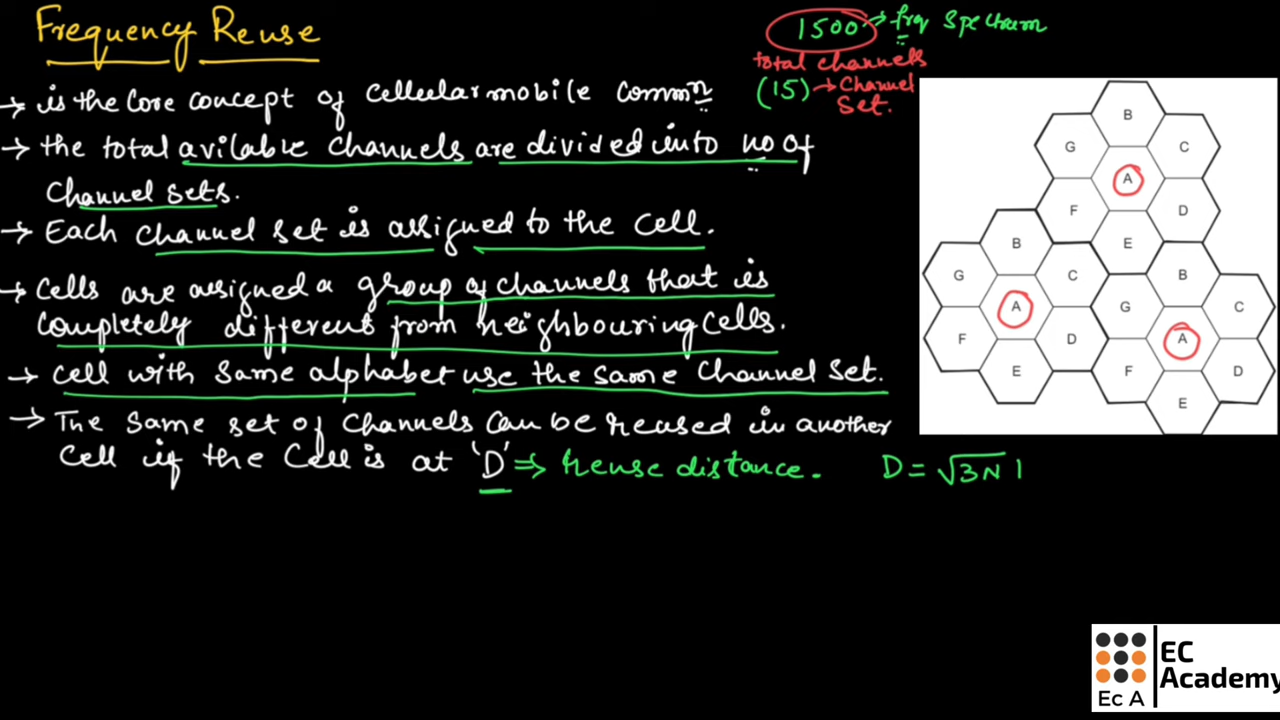 Frequency Reuse
1500 → freq Spectrum
total channels
(15) → Channel
Set.
→ is the Core concept of cellular mobile commn
→ the total avilable channels are divided into no of
Channel sets.
→ Each channel set is assigned to the cell.
→ Cells are assigned a group of channels that is
completely different from neighbouring cells.
→ cell with same alphabet use the same Channel set.
→ The same set of channels can be reused in another
cell if the cell is at 'D' ⇒ reuse distance. D = √3N
B
G C
A
F D
B E
G C B
A G A C
F D
E F D
E
EC
Academy
Ec A